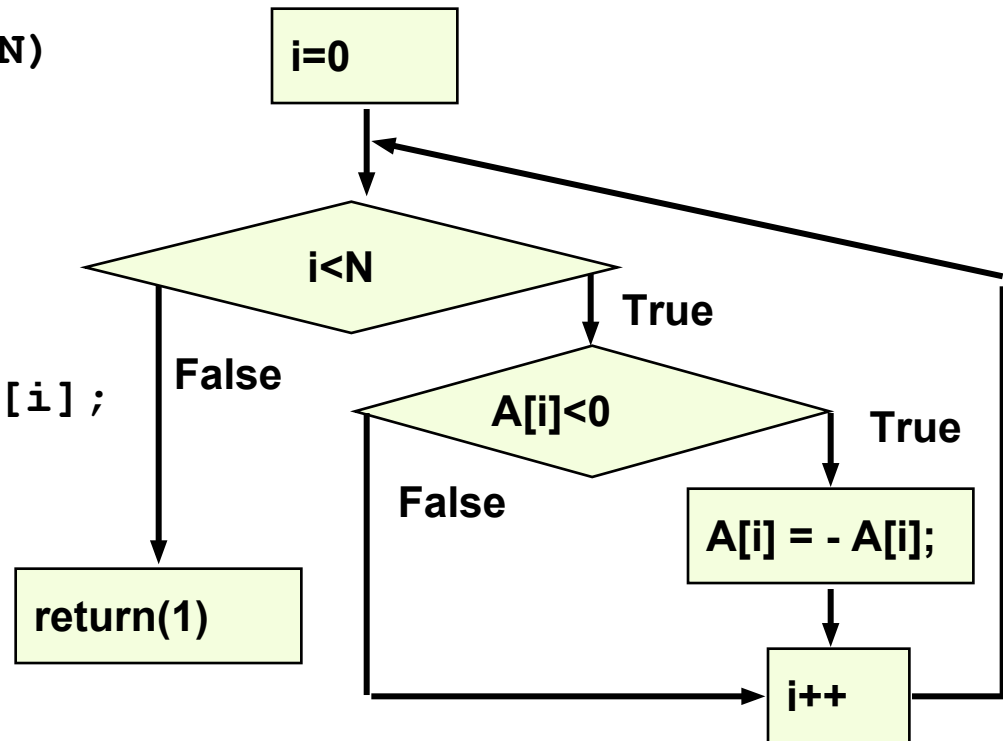 N)
i=0
i<N
True
False
[i];
A[i]<0
True
False
A[i] = - A[i];
return(1)
i++